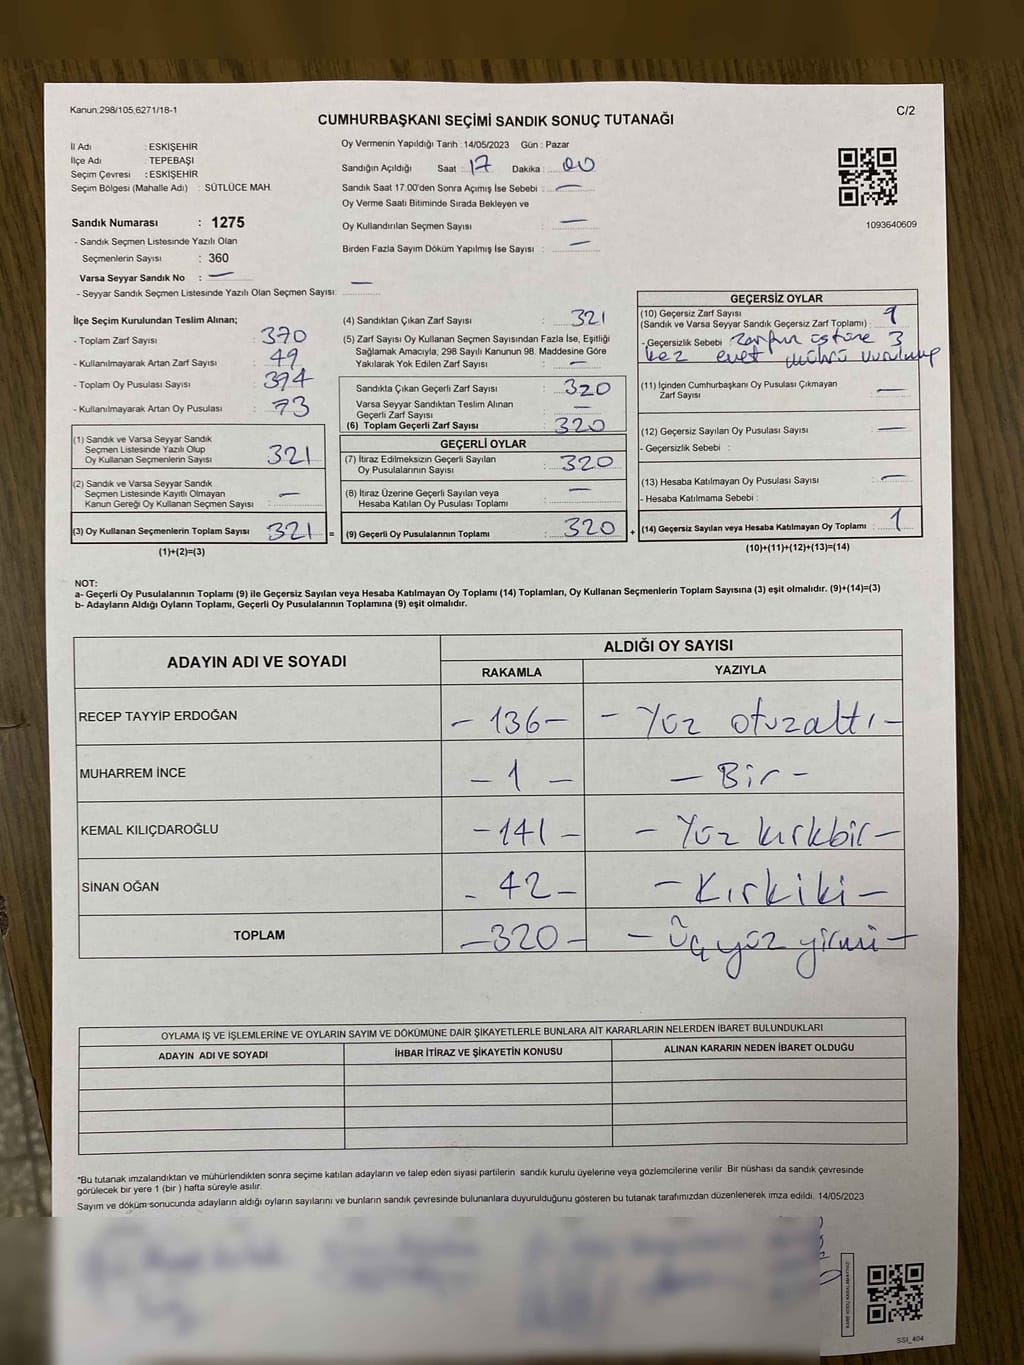 Kanun;298/105,6271/18-1
C/2
CUMHURBAŞKANI SEÇİMİ SANDIK SONUÇ TUTANAĞI
İl Adı : ESKİŞEHİR
İlçe Adı : TEPEBAŞI
Seçim Çevresi : ESKİŞEHİR
Seçim Bölgesi (Mahalle Adı) : SÜTLÜCE MAH.
Sandık Numarası : 1275
- Sandık Seçmen Listesinde Yazılı Olan
Seçmenlerin Sayısı : 360
Varsa Seyyar Sandık No : —
- Seyyar Sandık Seçmen Listesinde Yazılı Olan Seçmen Sayısı: —
Oy Vermenin Yapıldığı Tarih : 14/05/2023 Gün : Pazar
Sandığın Açıldığı Saat : 17 Dakika : 00
Sandık Saat 17:00'den Sonra Açımış İse Sebebi : —
Oy Verme Saati Bitiminde Sırada Bekleyen ve
Oy Kullandırılan Seçmen Sayısı : —
Birden Fazla Sayım Döküm Yapılmış İse Sayısı : —
1093640609
İlçe Seçim Kurulundan Teslim Alınan;
- Toplam Zarf Sayısı : 370
- Kullanılmayarak Artan Zarf Sayısı : 49
- Toplam Oy Pusulası Sayısı : 394
- Kullanılmayarak Artan Oy Pusulası : 73
(1) Sandık ve Varsa Seyyar Sandık
Seçmen Listesinde Yazılı Olup
Oy Kullanan Seçmenlerin Sayısı : 321
(2) Sandık ve Varsa Seyyar Sandık
Seçmen Listesinde Kayıtlı Olmayan
Kanun Gereği Oy Kullanan Seçmen Sayısı : —
(3) Oy Kullanan Seçmenlerin Toplam Sayısı : 321 =
(1)+(2)=(3)
(4) Sandıktan Çıkan Zarf Sayısı : 321
(5) Zarf Sayısı Oy Kullanan Seçmen Sayısından Fazla İse, Eşitliği
Sağlamak Amacıyla, 298 Sayılı Kanunun 98. Maddesine Göre
Yakılarak Yok Edilen Zarf Sayısı : —
Sandıkta Çıkan Geçerli Zarf Sayısı : 320
Varsa Seyyar Sandıktan Teslim Alınan
Geçerli Zarf Sayısı : —
(6) Toplam Geçerli Zarf Sayısı : 320
GEÇERLİ OYLAR
(7) İtiraz Edilmeksizin Geçerli Sayılan
Oy Pusulalarının Sayısı : 320
(8) İtiraz Üzerine Geçerli Sayılan veya
Hesaba Katılan Oy Pusulası Toplamı : —
(9) Geçerli Oy Pusulalarının Toplamı : 320 +
GEÇERSİZ OYLAR
(10) Geçersiz Zarf Sayısı
(Sandık ve Varsa Seyyar Sandık Geçersiz Zarf Toplamı) : 1
- Geçersizlik Sebebi : Zarfın üstüne 3
kez evet mührü vurulmuş
(11) İçinden Cumhurbaşkanı Oy Pusulası Çıkmayan
Zarf Sayısı : —
(12) Geçersiz Sayılan Oy Pusulası Sayısı : —
- Geçersizlik Sebebi :
(13) Hesaba Katılmayan Oy Pusulası Sayısı : —
- Hesaba Katılmama Sebebi :
(14) Geçersiz Sayılan veya Hesaba Katılmayan Oy Toplamı : 1
(10)+(11)+(12)+(13)=(14)
NOT:
a- Geçerli Oy Pusulalarının Toplamı (9) ile Geçersiz Sayılan veya Hesaba Katılmayan Oy Toplamı (14) Toplamları, Oy Kullanan Seçmenlerin Toplam Sayısına (3) eşit olmalıdır. (9)+(14)=(3)
b- Adayların Aldığı Oyların Toplamı, Geçerli Oy Pusulalarının Toplamına (9) eşit olmalıdır.
ADAYIN ADI VE SOYADI
ALDIĞI OY SAYISI
RAKAMLA YAZIYLA
RECEP TAYYİP ERDOĞAN - 136 - - Yüz otuzaltı -
MUHARREM İNCE - 1 - - Bir -
KEMAL KILIÇDAROĞLU - 141 - - Yüz kırkbir -
SİNAN OĞAN - 42 - - Kırkiki -
TOPLAM - 320 - - Üçyüz yirmi -
OYLAMA İŞ VE İŞLEMLERİNE VE OYLARIN SAYIM VE DÖKÜMÜNE DAİR ŞİKAYETLERLE BUNLARA AİT KARARLARIN NELERDEN İBARET BULUNDUKLARI
ADAYIN ADI VE SOYADI İHBAR İTİRAZ VE ŞİKAYETİN KONUSU ALINAN KARARIN NEDEN İBARET OLDUĞU
*Bu tutanak imzalandıktan ve mühürlendikten sonra seçime katılan adayların ve talep eden siyasi partilerin sandık kurulu üyelerine veya gözlemcilerine verilir. Bir nüshası da sandık çevresinde
görülecek bir yere 1 (bir ) hafta süreyle asılır.
Sayım ve döküm sonucunda adayların aldığı oyların sayılarını ve bunların sandık çevresinde bulunanlara duyurulduğunu gösteren bu tutanak tarafımızdan düzenlenerek imza edildi. 14/05/2023
KARE KODU KARALAMAYINIZ
SSI_404